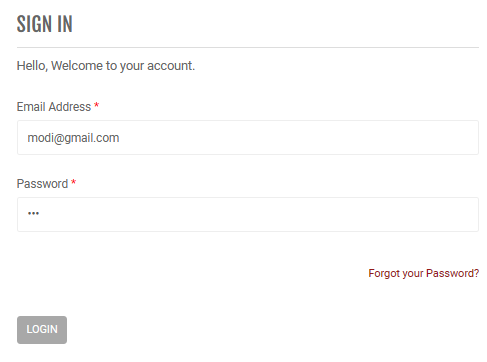 SIGN IN
Hello, Welcome to your account.
Email Address *
modi@gmail.com
Password *
•••
Forgot your Password?
LOGIN